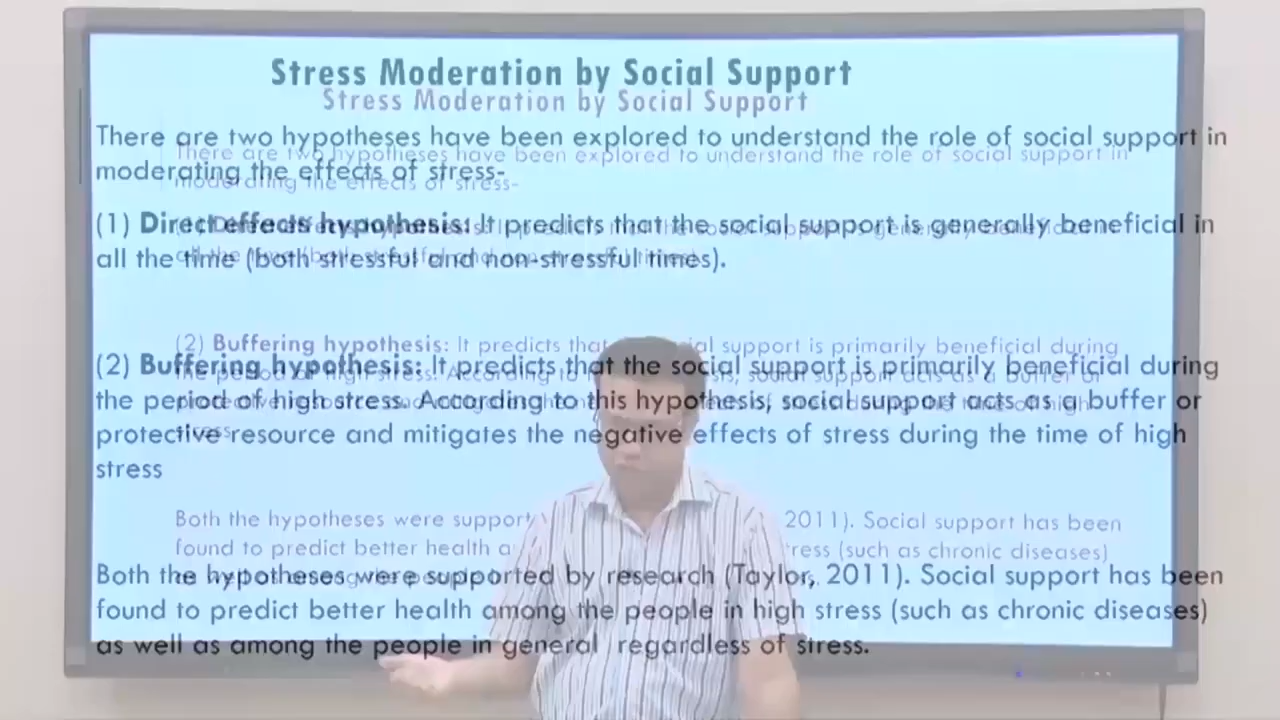 Stress Moderation by Social Support
There are two hypotheses have been explored to understand the role of social support in
moderating the effects of stress-
(1) Direct effects hypothesis: It predicts that the social support is generally beneficial in
all the time (both stressful and non-stressful times).
(2) Buffering hypothesis: It predicts that the social support is primarily beneficial during
the period of high stress. According to this hypothesis, social support acts as a buffer or
protective resource and mitigates the negative effects of stress during the time of high
stress
Both the hypotheses were supported by research (Taylor, 2011). Social support has been
found to predict better health among the people in high stress (such as chronic diseases)
as well as among the people in general regardless of stress.